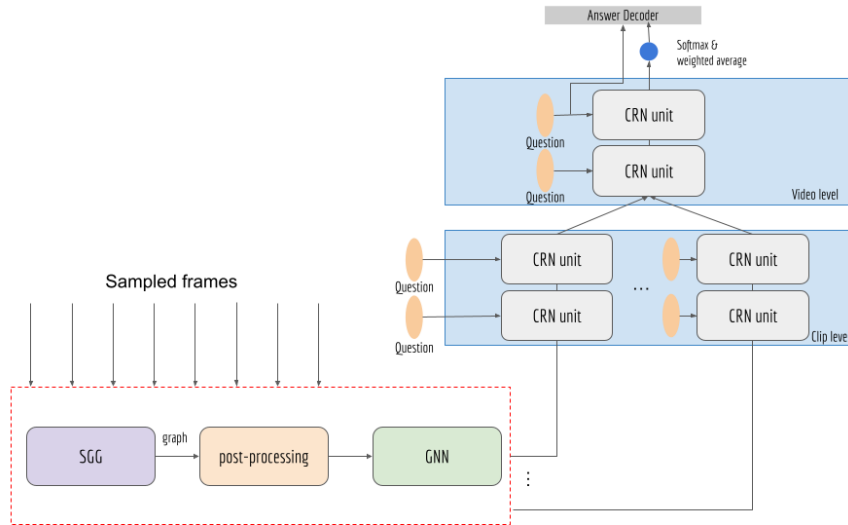 Answer Decoder
Softmax &
weighted average
CRN unit
Question
CRN unit
Question
Video level
CRN unit
CRN unit
Question
...
CRN unit
CRN unit
Question
Clip level
Sampled frames
SGG
graph
post-processing
GNN
...